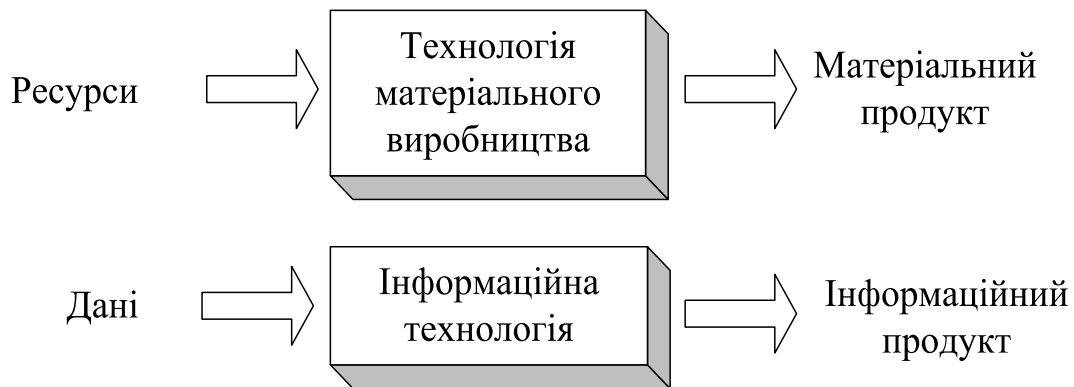 Ресурси
Технологія
матеріального
виробництва
Матеріальний
продукт
Дані
Інформаційна
технологія
Інформаційний
продукт